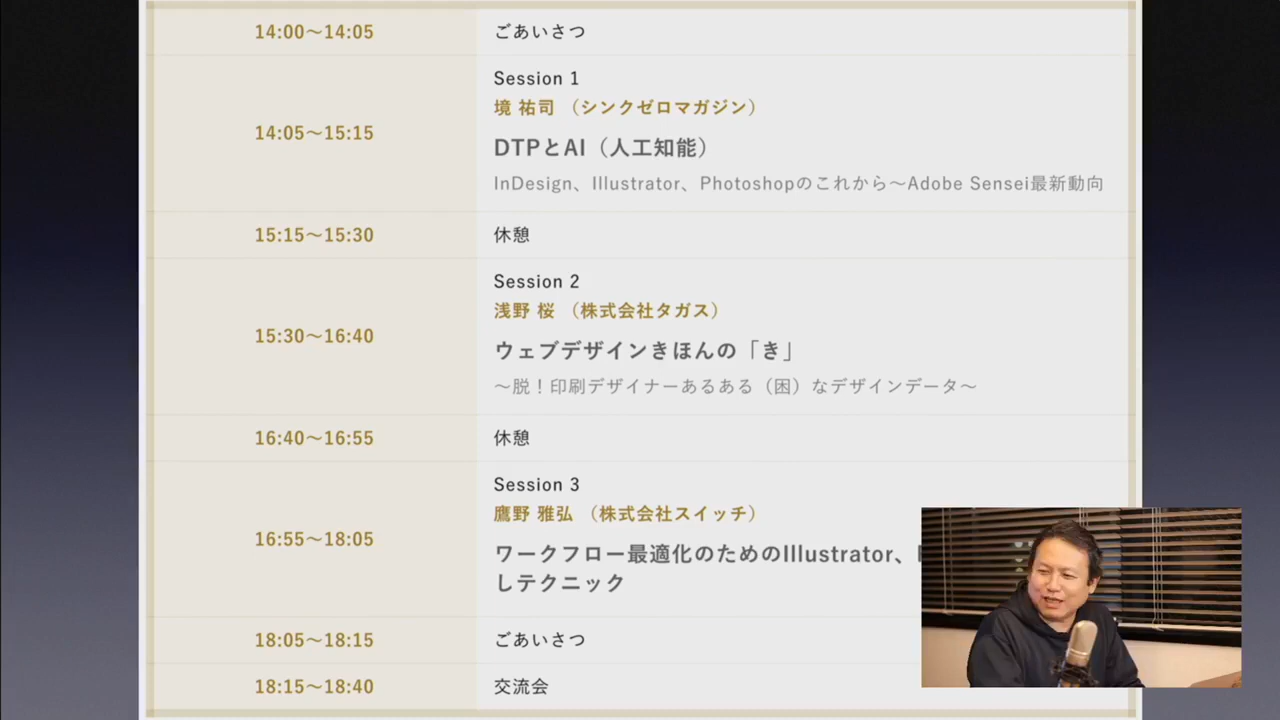 14:00〜14:05
ごあいさつ
14:05〜15:15
Session 1
境 祐司 （シンクゼロマガジン）
DTPとAI（人工知能）
InDesign、Illustrator、Photoshopのこれから〜Adobe Sensei最新動向
15:15〜15:30
休憩
15:30〜16:40
Session 2
浅野 桜 （株式会社タガス）
ウェブデザインきほんの「き」
〜脱！印刷デザイナーあるある（困）なデザインデータ〜
16:40〜16:55
休憩
16:55〜18:05
Session 3
鷹野 雅弘 （株式会社スイッチ）
ワークフロー最適化のためのIllustrator、
しテクニック
18:05〜18:15
ごあいさつ
18:15〜18:40
交流会